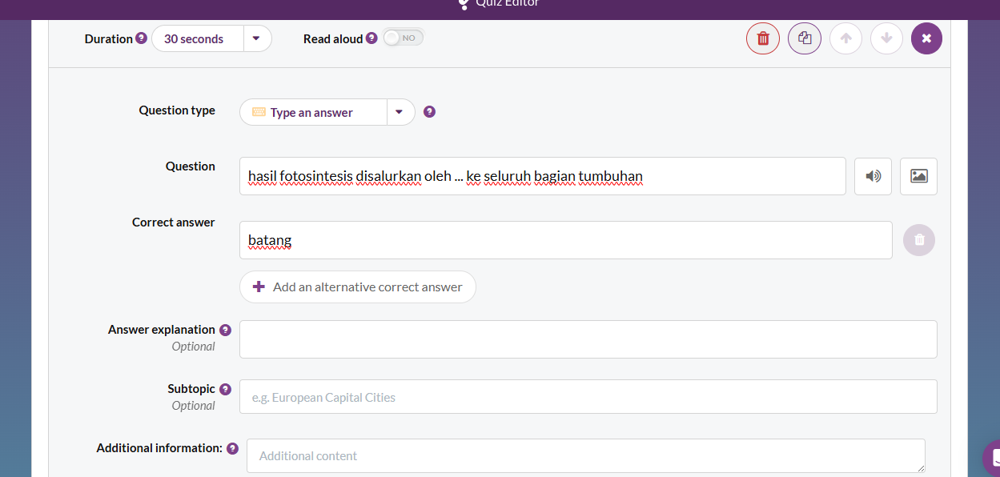 Quiz Editor
Duration ? 30 seconds Read aloud ? NO
Question type Type an answer ?
Question hasil fotosintesis disalurkan oleh ... ke seluruh bagian tumbuhan
Correct answer batang
Add an alternative correct answer
Answer explanation ?
Optional
Subtopic ? e.g. European Capital Cities
Optional
Additional information: ? Additional content